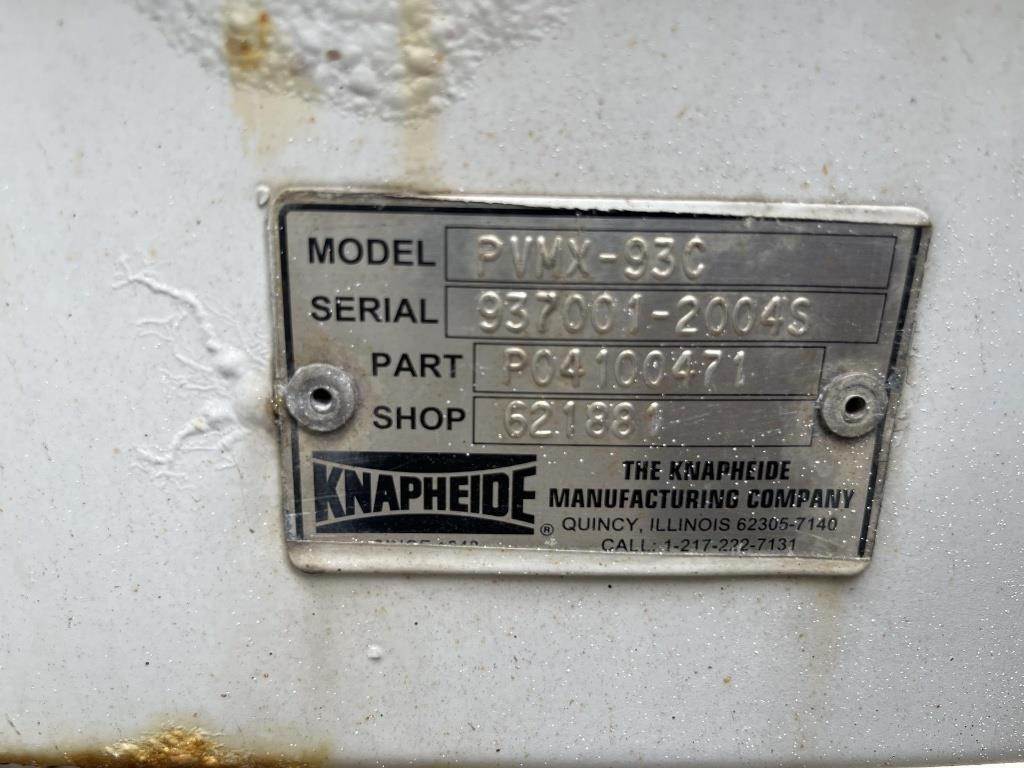 MODEL PVMX-93C
SERIAL 937001-2004S
PART P04100471
SHOP 621881
KNAPHEIDE ®
THE KNAPHEIDE
MANUFACTURING COMPANY
QUINCY, ILLINOIS 62305-7140
CALL: 1-217-222-7131